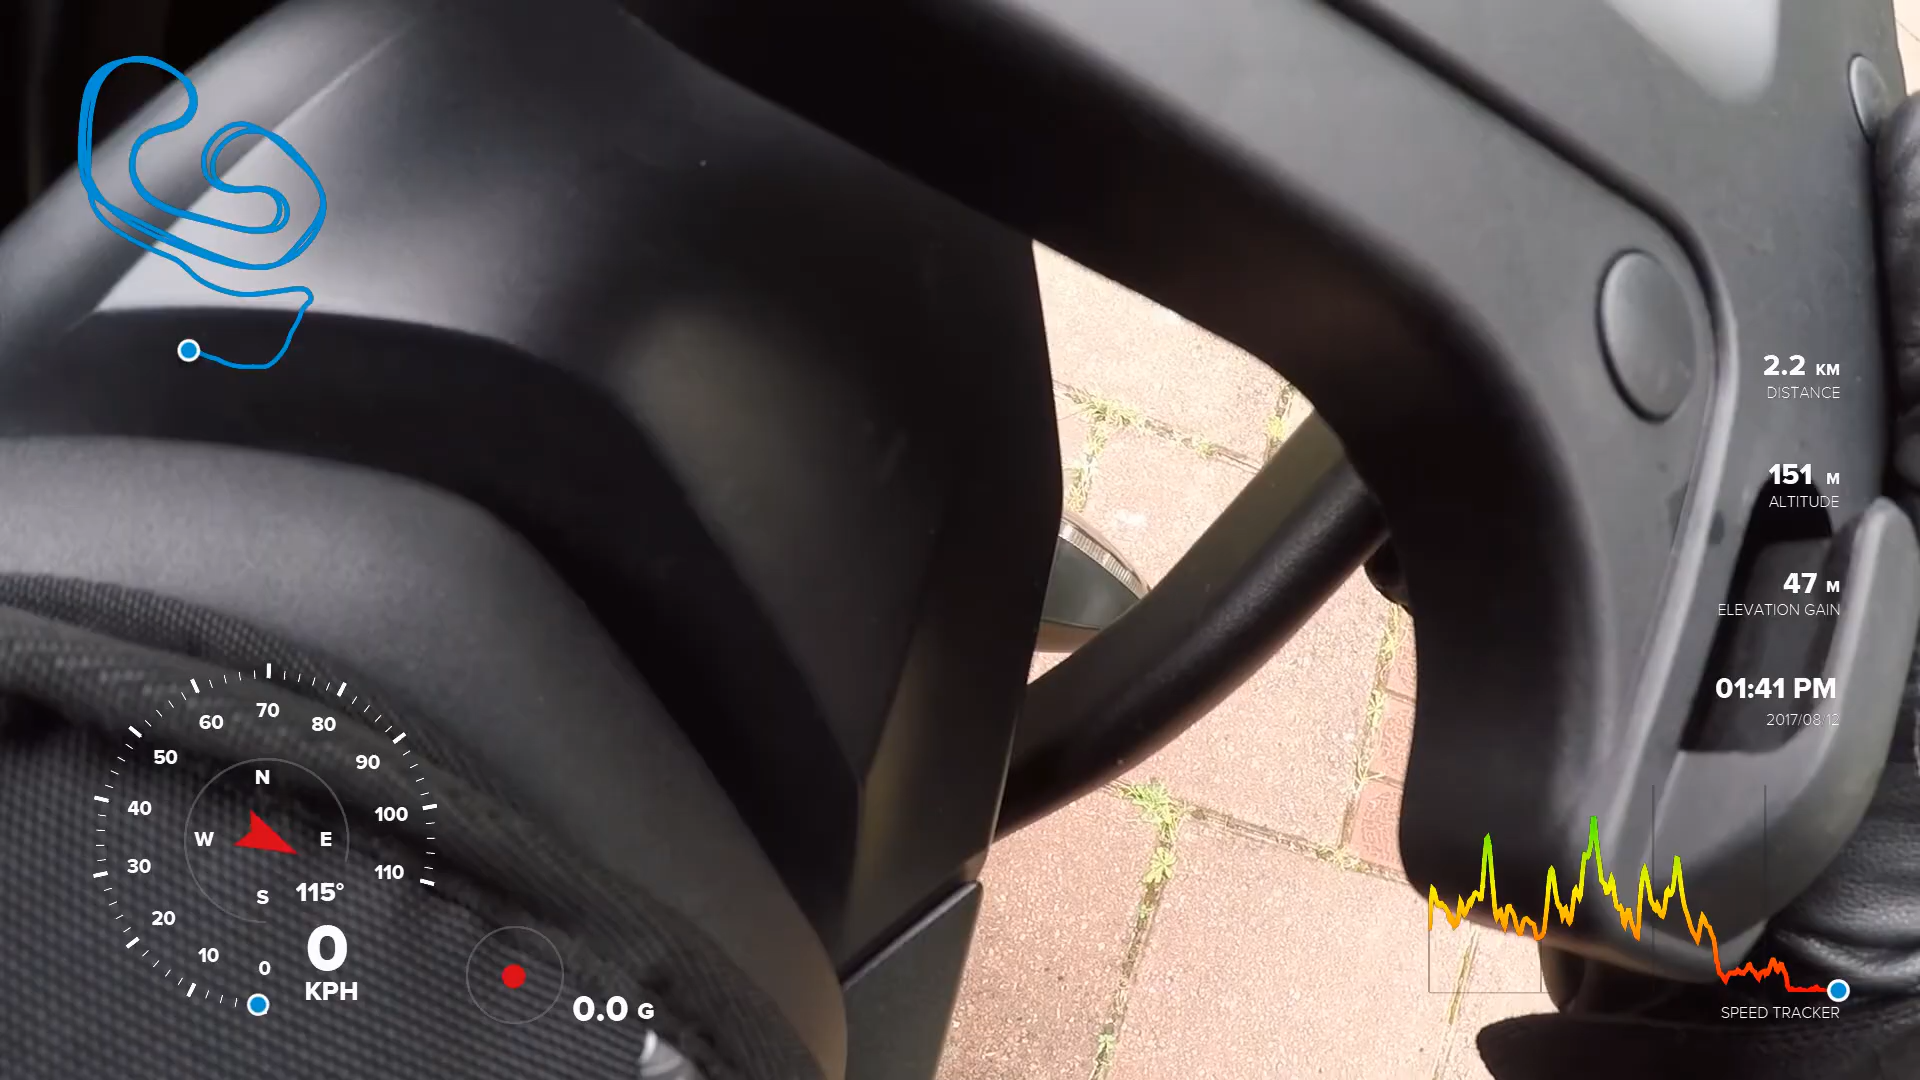 2.2 KM
DISTANCE
151 M
ALTITUDE
47 M
ELEVATION GAIN
01:41 PM
2017/08/12
0 10 20 30 40 50 60 70 80 90 100 110
N
W E
S
115°
0
KPH
0.0 G
SPEED TRACKER